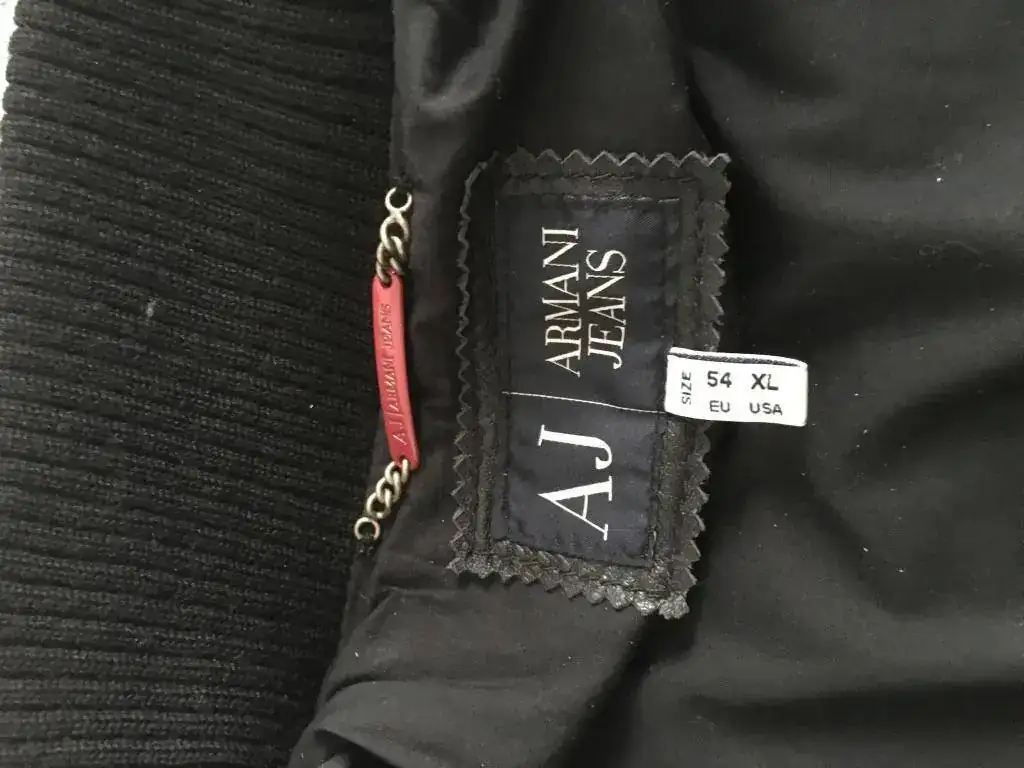 AJ | ARMANI JEANS
AJ
ARMANI
JEANS
SIZE
54 XL
EU USA